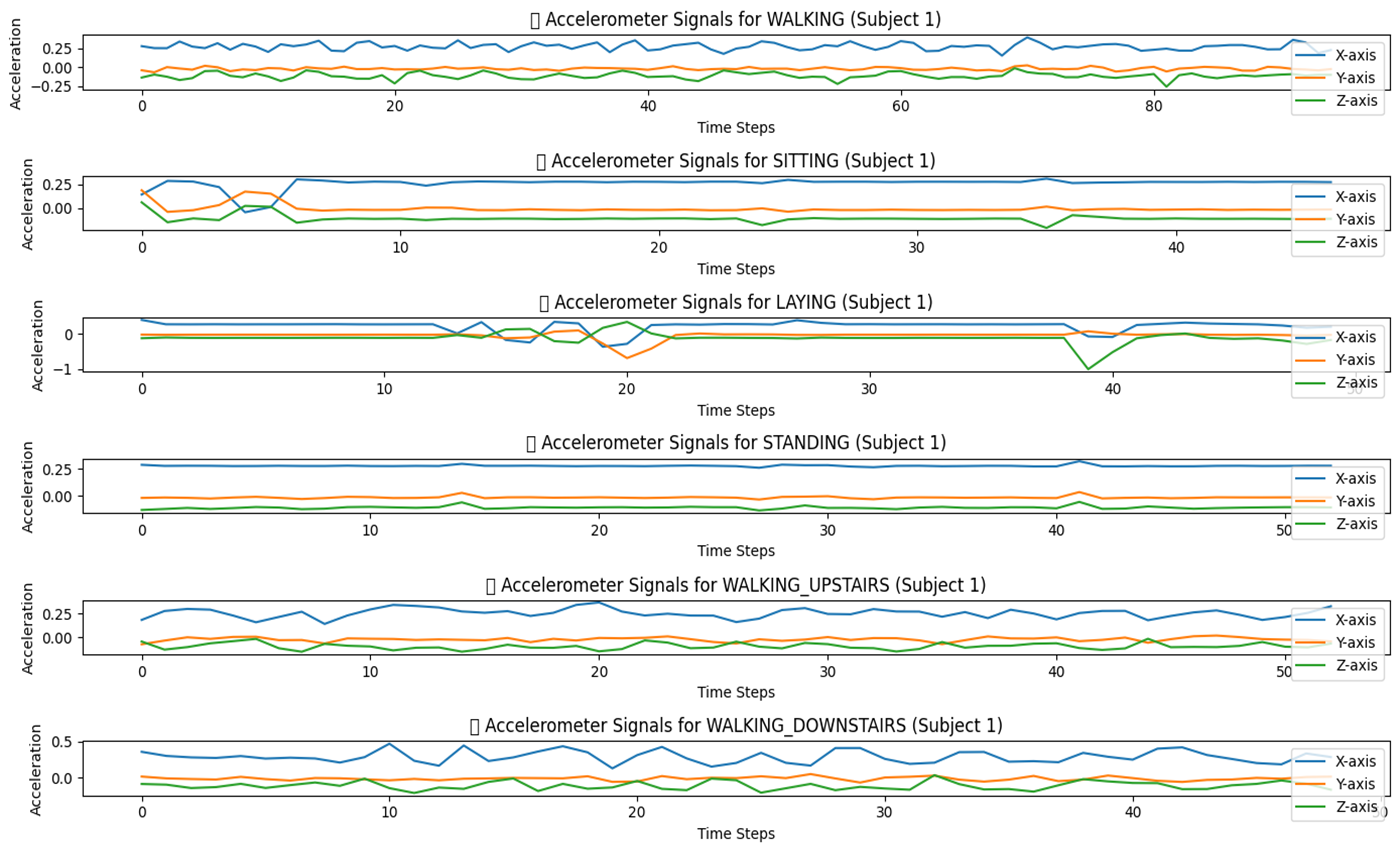 ▯ Accelerometer Signals for WALKING (Subject 1)
Acceleration
0.25
0.00
−0.25
0 20 40 60 80
Time Steps
X-axis
Y-axis
Z-axis
▯ Accelerometer Signals for SITTING (Subject 1)
Acceleration
0.25
0.00
0 10 20 30 40
Time Steps
X-axis
Y-axis
Z-axis
▯ Accelerometer Signals for LAYING (Subject 1)
Acceleration
0
−1
0 10 20 30 40 50
Time Steps
X-axis
Y-axis
Z-axis
▯ Accelerometer Signals for STANDING (Subject 1)
Acceleration
0.25
0.00
0 10 20 30 40 50
Time Steps
X-axis
Y-axis
Z-axis
▯ Accelerometer Signals for WALKING_UPSTAIRS (Subject 1)
Acceleration
0.25
0.00
0 10 20 30 40 50
Time Steps
X-axis
Y-axis
Z-axis
▯ Accelerometer Signals for WALKING_DOWNSTAIRS (Subject 1)
Acceleration
0.5
0.0
0 10 20 30 40 50
Time Steps
X-axis
Y-axis
Z-axis